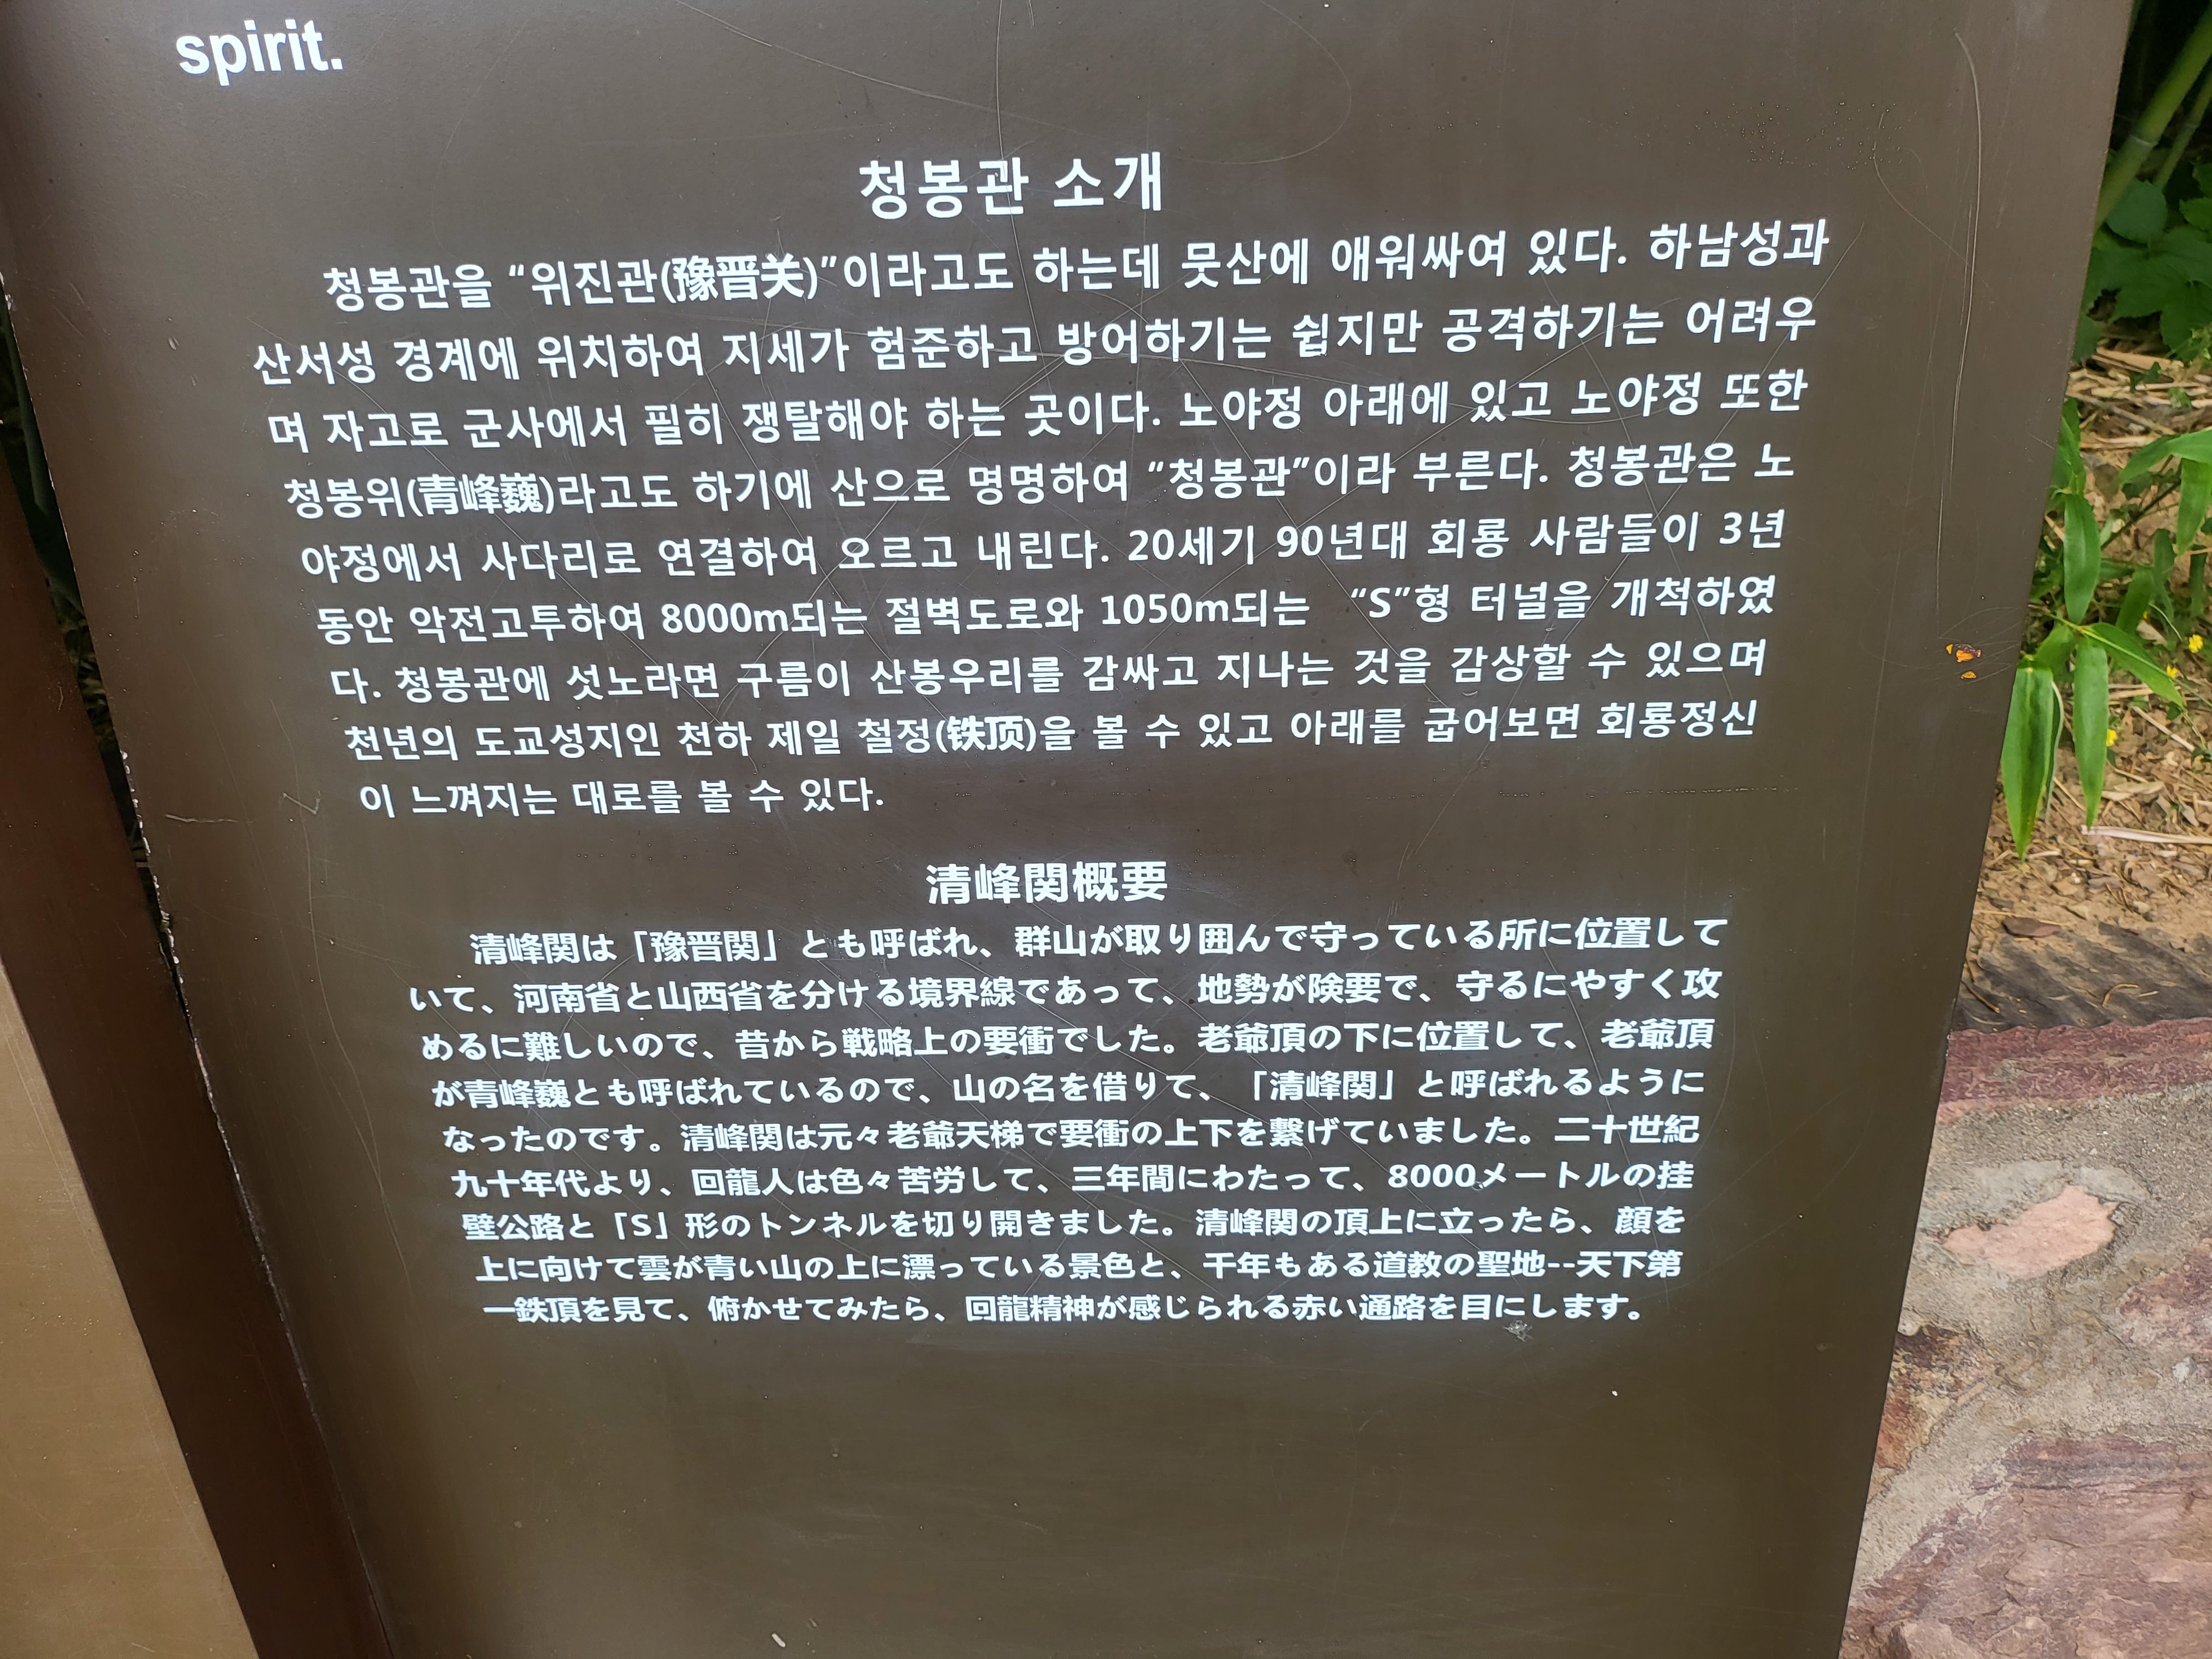 spirit.
청봉관 소개
청봉관을 “위진관(豫晋关)”이라고도 하는데 뭇산에 애워싸여 있다. 하남성과
산서성 경계에 위치하여 지세가 험준하고 방어하기는 쉽지만 공격하기는 어려우
며 자고로 군사에서 필히 쟁탈해야 하는 곳이다. 노야정 아래에 있고 노야정 또한
청봉위(青峰巍)라고도 하기에 산으로 명명하여 “청봉관”이라 부른다. 청봉관은 노
야정에서 사다리로 연결하여 오르고 내린다. 20세기 90년대 회룡 사람들이 3년
동안 악전고투하여 8000m되는 절벽도로와 1050m되는 “S”형 터널을 개척하였
다. 청봉관에 섯노라면 구름이 산봉우리를 감싸고 지나는 것을 감상할 수 있으며
천년의 도교성지인 천하 제일 철정(铁顶)을 볼 수 있고 아래를 굽어보면 회룡정신
이 느껴지는 대로를 볼 수 있다.
清峰関概要
清峰関は「豫晋関」とも呼ばれ、群山が取り囲んで守っている所に位置して
いて、河南省と山西省を分ける境界線であって、地勢が険要で、守るにやすく攻
めるに難しいので、昔から戦略上の要衝でした。老爺頂の下に位置して、老爺頂
が青峰巍とも呼ばれているので、山の名を借りて、「清峰関」と呼ばれるように
なったのです。清峰関は元々老爺天梯で要衝の上下を繋げていました。二十世紀
九十年代より、回龍人は色々苦労して、三年間にわたって、8000メートルの挂
壁公路と「S」形のトンネルを切り開きました。清峰関の頂上に立ったら、顔を
上に向けて雲が青い山の上に漂っている景色と、千年もある道教の聖地--天下第
一鉄頂を見て、俯かせてみたら、回龍精神が感じられる赤い通路を目にします。